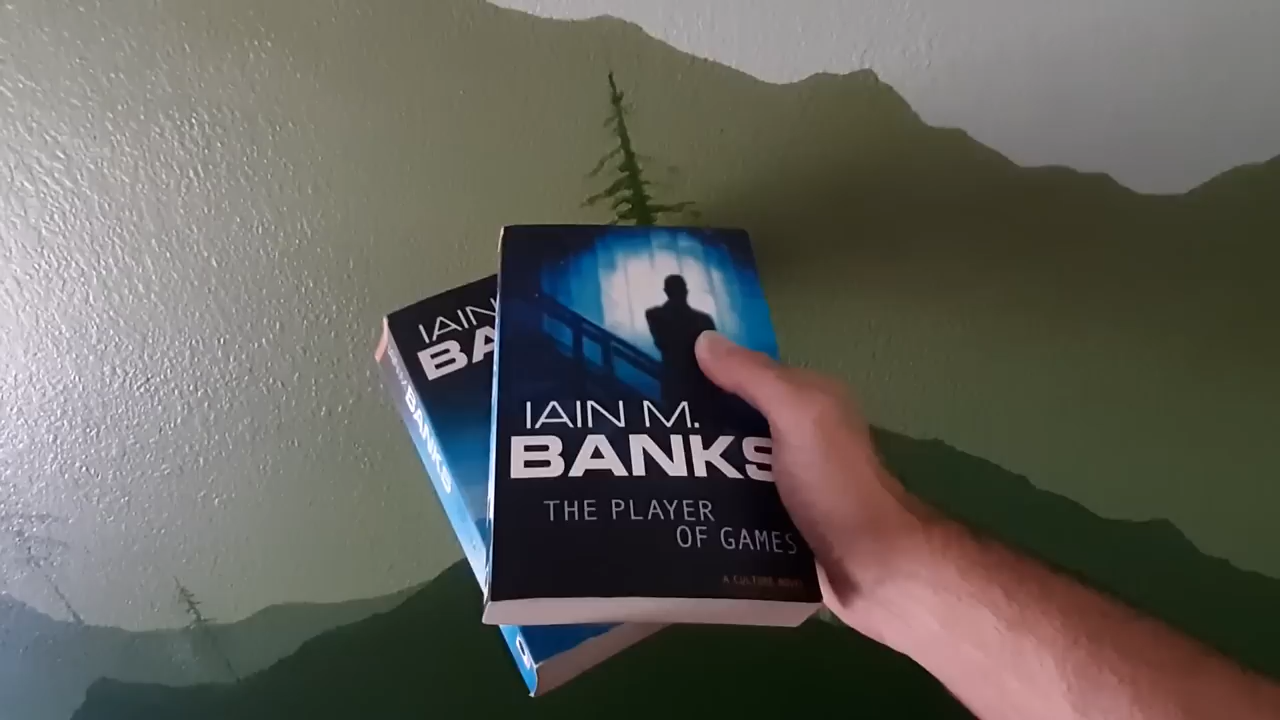 IAIN M.
BANKS
THE PLAYER
OF GAMES
A CULTURE NOVEL
IAIN
BA
BANKS